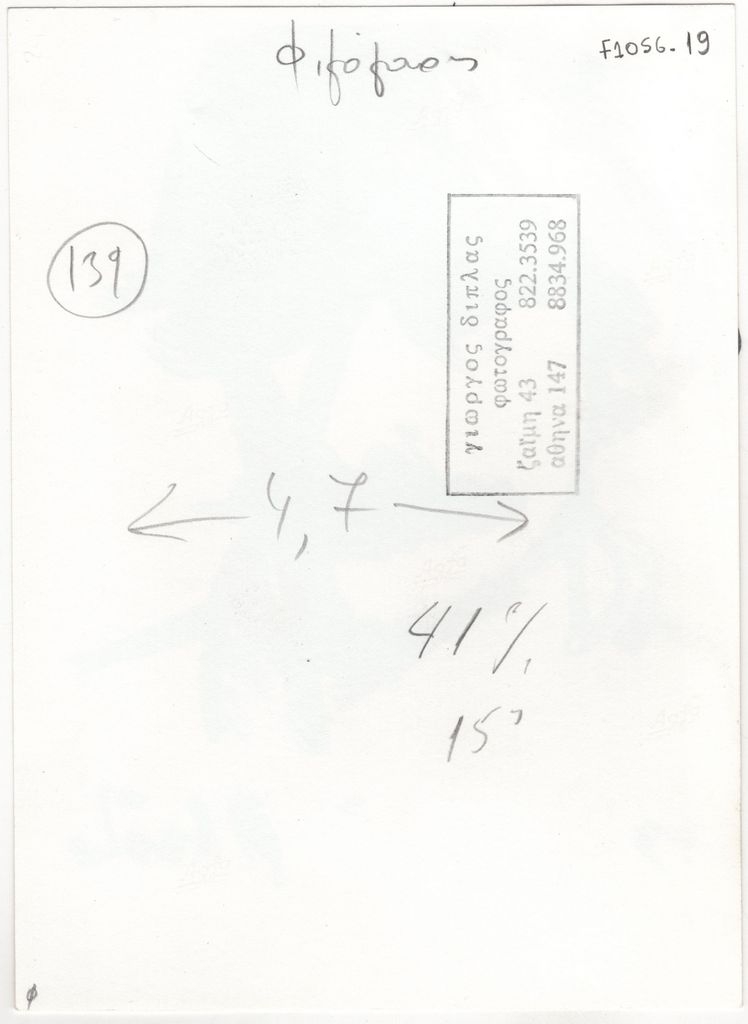 F1056.19
139
γιωργος διπλας
φωτογραφος
ζαΐμη 43 822.3539
αθηνα 147 8834.968
4,7
41%
15"